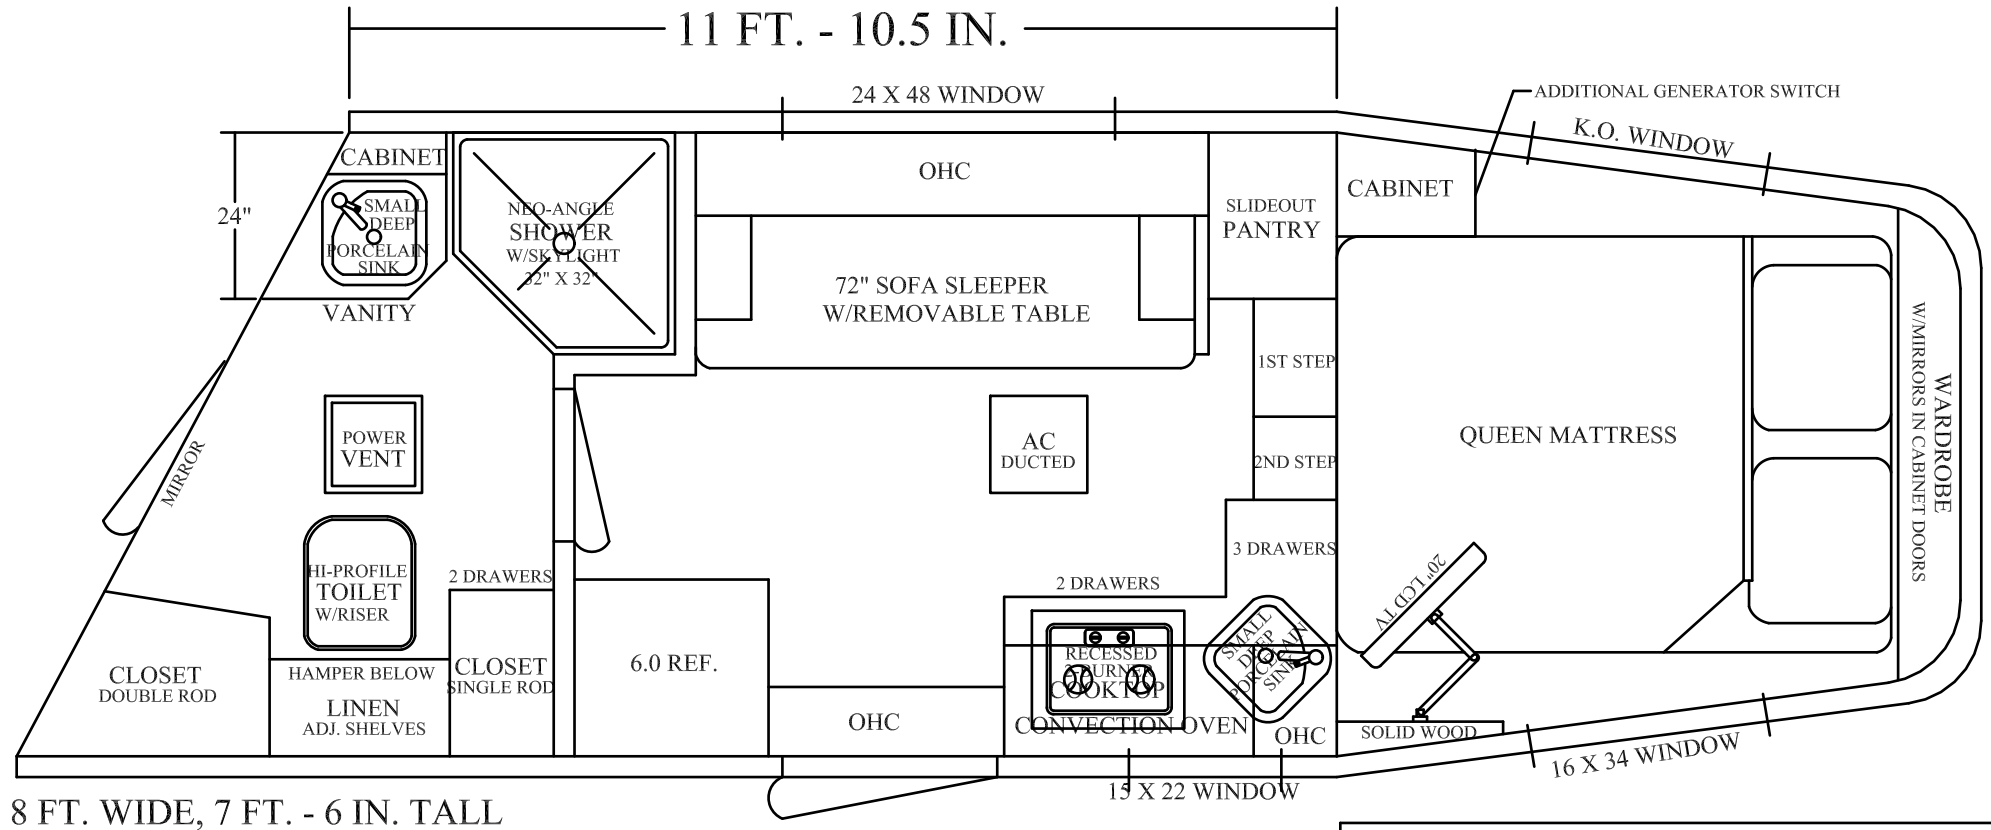 11 FT. - 10.5 IN.
24 X 48 WINDOW
ADDITIONAL GENERATOR SWITCH
K.O. WINDOW
CABINET
OHC
CABINET
SLIDEOUT
PANTRY
24"
SMALL
DEEP
PORCELAIN
SINK
VANITY
NEO-ANGLE
SHOWER
W/SKYLIGHT
32" X 32"
72" SOFA SLEEPER
W/REMOVABLE TABLE
1ST STEP
2ND STEP
QUEEN MATTRESS
WARDROBE
W/MIRRORS IN CABINET DOORS
MIRROR
POWER
VENT
AC
DUCTED
3 DRAWERS
20" LCD TV
HI-PROFILE
TOILET
W/RISER
2 DRAWERS
2 DRAWERS
CLOSET
DOUBLE ROD
HAMPER BELOW
LINEN
ADJ. SHELVES
CLOSET
SINGLE ROD
6.0 REF.
OHC
RECESSED
2-BURNER
COOKTOP
CONVECTION OVEN
SMALL
DEEP
PORCELAIN
SINK
OHC
SOLID WOOD
16 X 34 WINDOW
15 X 22 WINDOW
8 FT. WIDE, 7 FT. - 6 IN. TALL